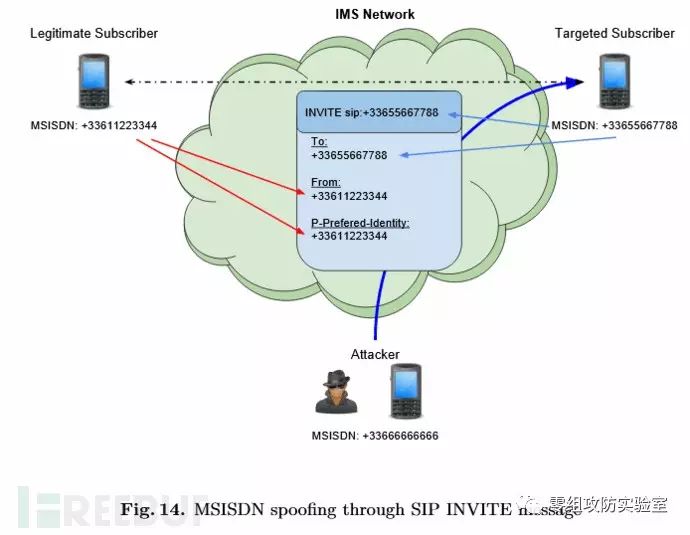 IMS Network
Legitimate Subscriber
Targeted Subscriber
MSISDN: +33611223344
INVITE sip:+33655667788
MSISDN: +33655667788
To:
+33655667788
From:
+33611223344
P-Prefered-Identity:
+33611223344
Attacker
MSISDN: +33666666666
Fig. 14. MSISDN spoofing through SIP INVITE message
FREEBUF
零组攻防实验室